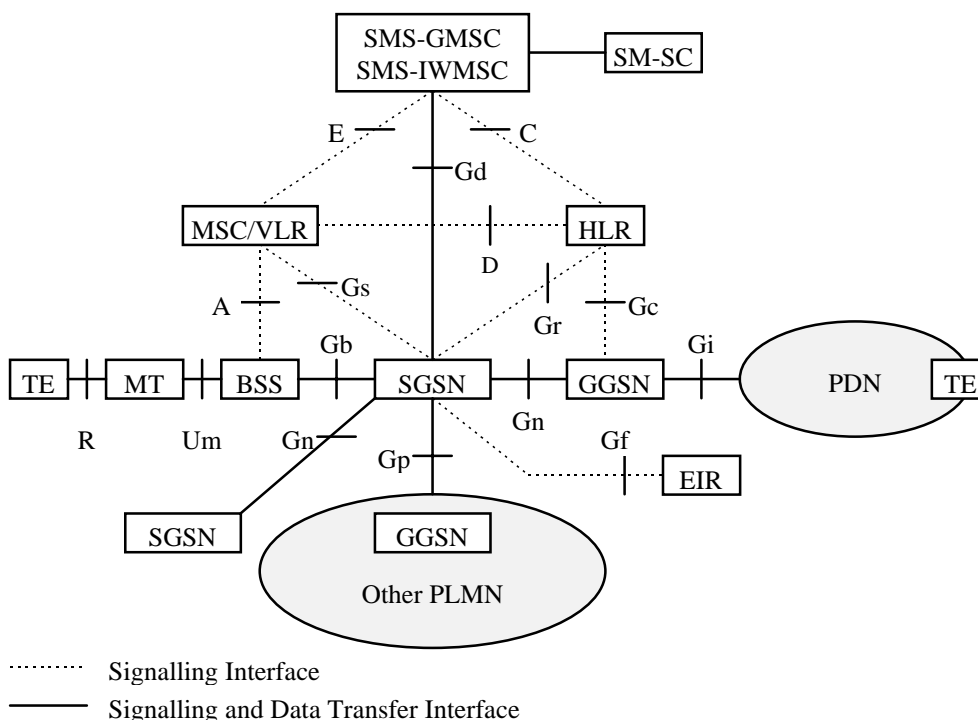 SMS-GMSC
SMS-IWMSC
SM-SC
E
C
Gd
MSC/VLR
HLR
D
Gs
A
Gr
Gc
Gb
Gi
TE
MT
BSS
SGSN
GGSN
PDN
TE
R
Um
Gn
Gn
Gp
Gf
EIR
SGSN
GGSN
Other PLMN
Signalling Interface
Signalling and Data Transfer Interface